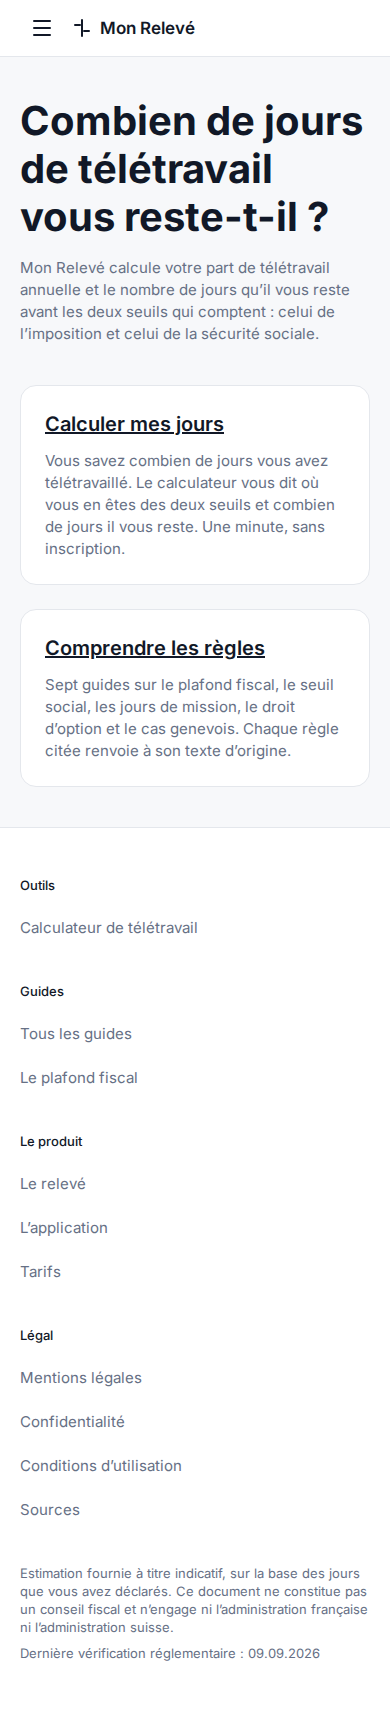 Mon Relevé
Combien de jours
de télétravail
vous reste-t-il ?
Mon Relevé calcule votre part de télétravail
annuelle et le nombre de jours qu’il vous reste
avant les deux seuils qui comptent : celui de
l’imposition et celui de la sécurité sociale.
Calculer mes jours
Vous savez combien de jours vous avez
télétravaillé. Le calculateur vous dit où
vous en êtes des deux seuils et combien
de jours il vous reste. Une minute, sans
inscription.
Comprendre les règles
Sept guides sur le plafond fiscal, le seuil
social, les jours de mission, le droit
d’option et le cas genevois. Chaque règle
citée renvoie à son texte d’origine.
Outils
Calculateur de télétravail
Guides
Tous les guides
Le plafond fiscal
Le produit
Le relevé
L’application
Tarifs
Légal
Mentions légales
Confidentialité
Conditions d’utilisation
Sources
Estimation fournie à titre indicatif, sur la base des jours
que vous avez déclarés. Ce document ne constitue pas
un conseil fiscal et n’engage ni l’administration française
ni l’administration suisse.
Dernière vérification réglementaire : 09.09.2026